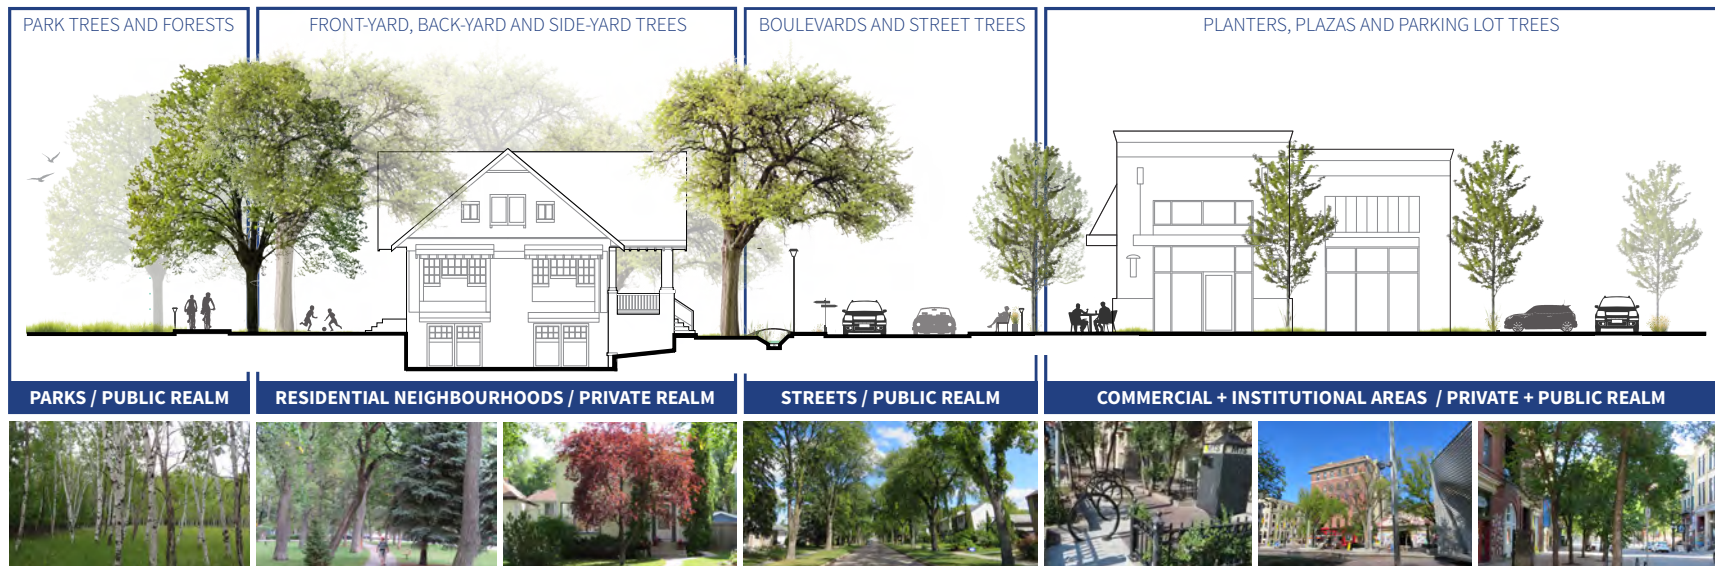 PARK TREES AND FORESTS
FRONT-YARD, BACK-YARD AND SIDE-YARD TREES
BOULEVARDS AND STREET TREES
PLANTERS, PLAZAS AND PARKING LOT TREES
PARKS / PUBLIC REALM
RESIDENTIAL NEIGHBOURHOODS / PRIVATE REALM
STREETS / PUBLIC REALM
COMMERCIAL + INSTITUTIONAL AREAS / PRIVATE + PUBLIC REALM